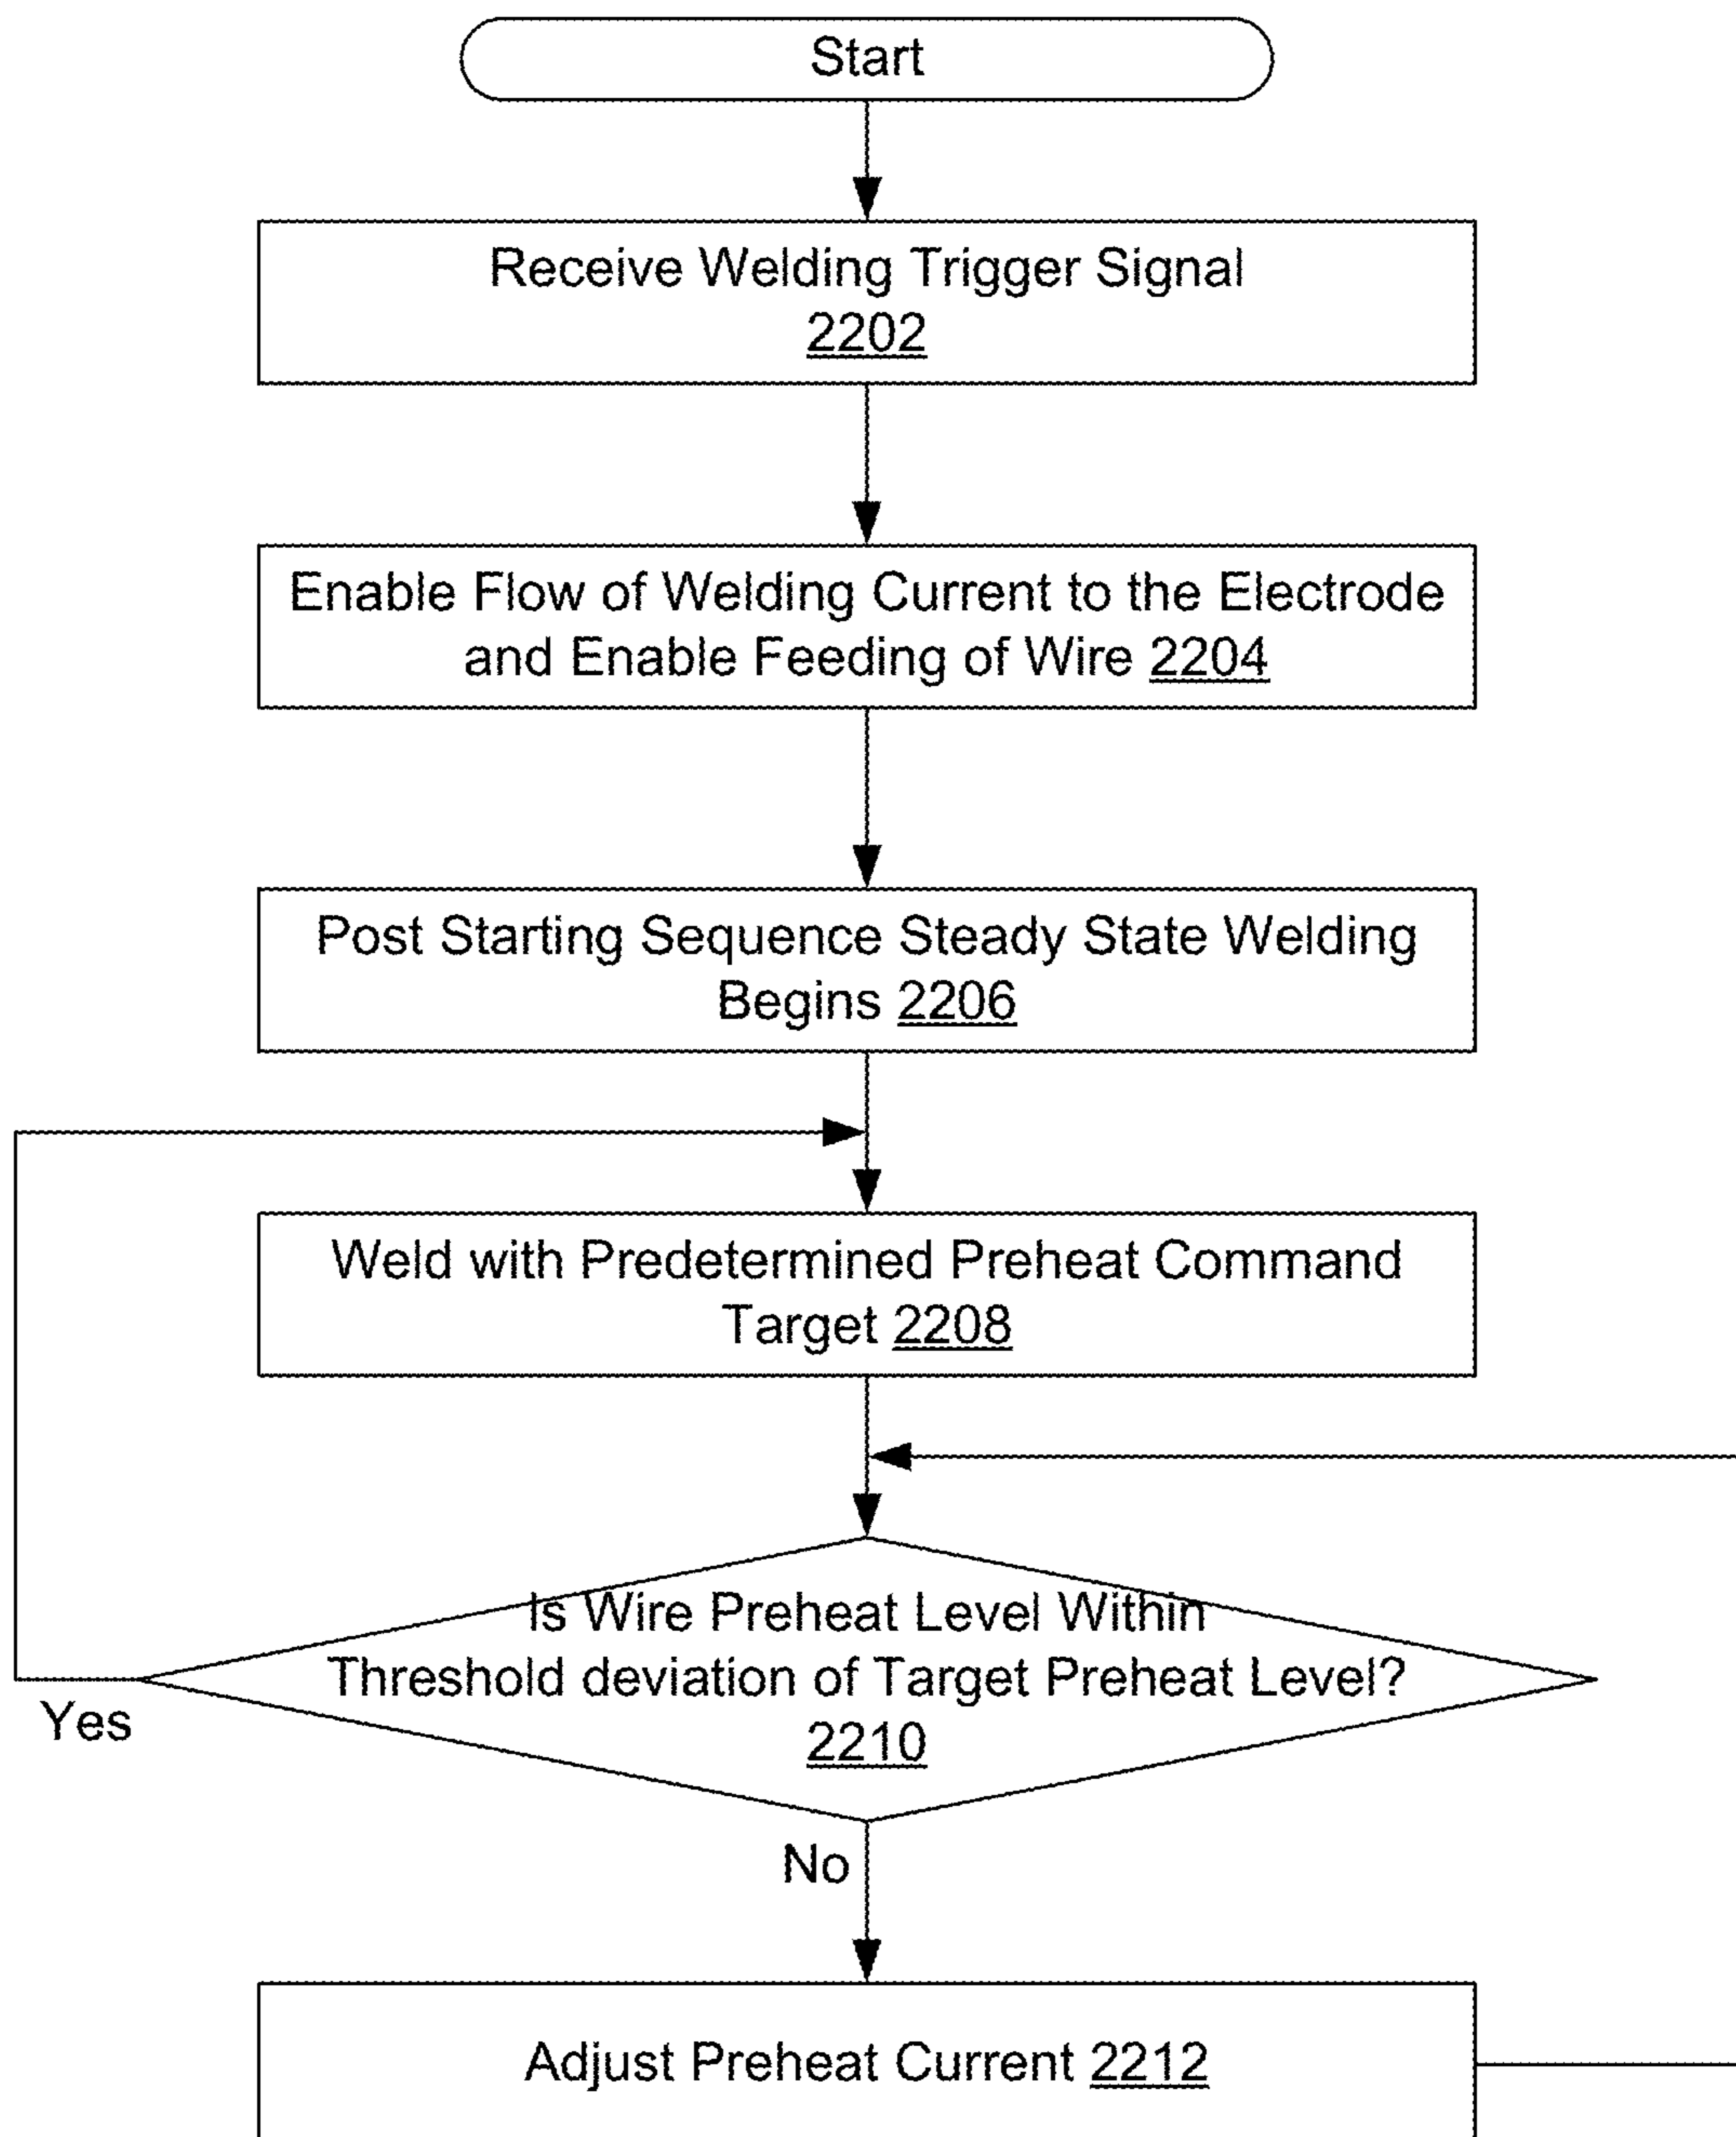 Start
Receive Welding Trigger Signal
2202
Enable Flow of Welding Current to the Electrode
and Enable Feeding of Wire 2204
Post Starting Sequence Steady State Welding
Begins 2206
Weld with Predetermined Preheat Command
Target 2208
Is Wire Preheat Level Within
Threshold deviation of Target Preheat Level?
2210
Yes
No
Adjust Preheat Current 2212